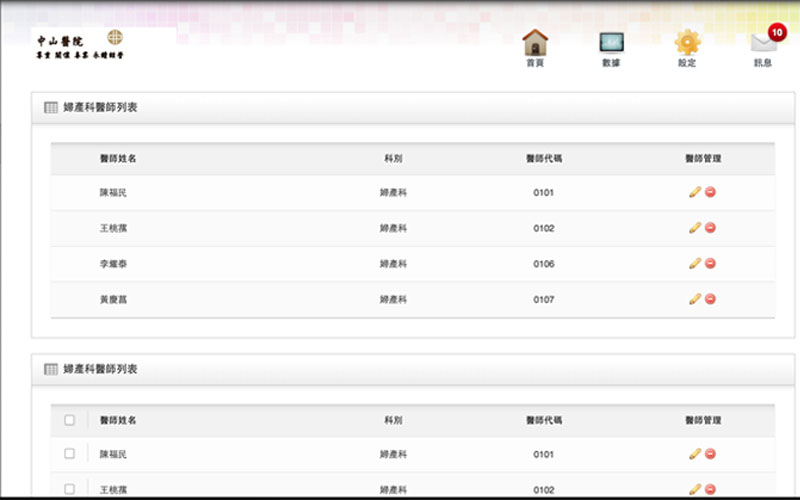 中山醫院
尊重 關懷 專業 永續經營
10
首頁 數據 設定 訊息
婦產科醫師列表
醫師姓名 科別 醫師代碼 醫師管理
陳福民 婦產科 0101
王桃 婦產科 0102
李耀泰 婦產科 0106
黃慶 婦產科 0107
婦產科醫師列表
醫師姓名 科別 醫師代碼 醫師管理
陳福民 婦產科 0101
王桃 婦產科 0102